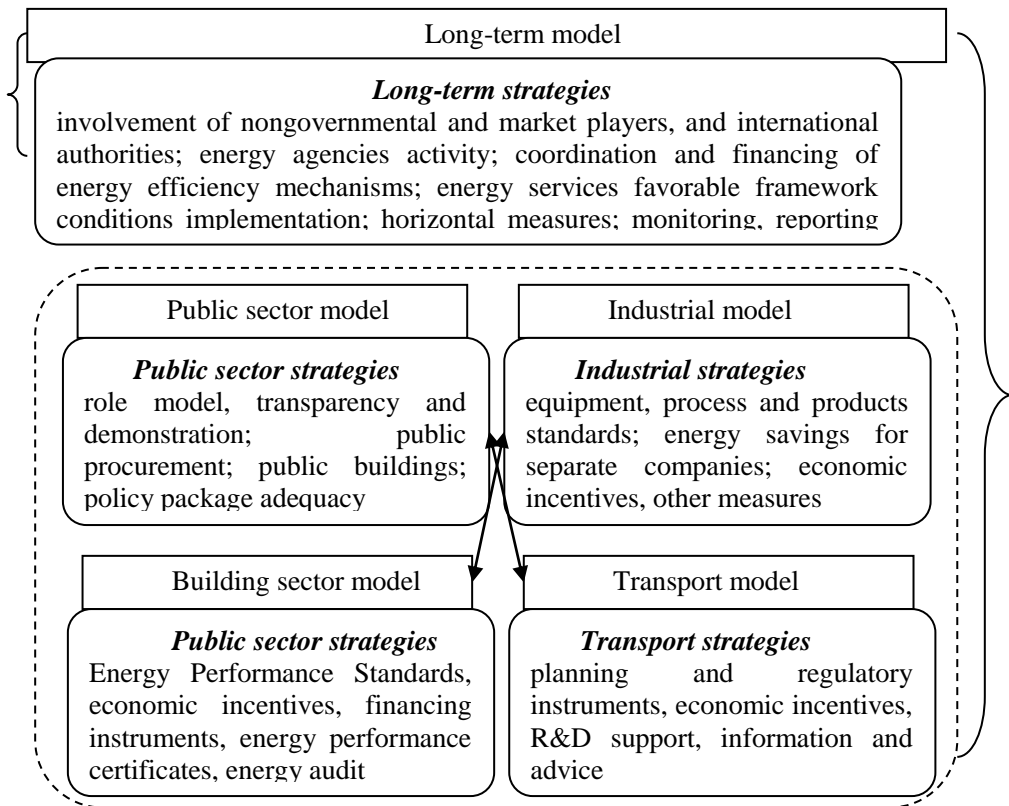 Long-term model
Long-term strategies
involvement of nongovernmental and market players, and international
authorities; energy agencies activity; coordination and financing of
energy efficiency mechanisms; energy services favorable framework
conditions implementation; horizontal measures; monitoring, reporting
Public sector model
Public sector strategies
role model, transparency and
demonstration; public
procurement; public buildings;
policy package adequacy
Industrial model
Industrial strategies
equipment, process and products
standards; energy savings for
separate companies; economic
incentives, other measures
Building sector model
Public sector strategies
Energy Performance Standards,
economic incentives, financing
instruments, energy performance
certificates, energy audit
Transport model
Transport strategies
planning and regulatory
instruments, economic incentives,
R&D support, information and
advice